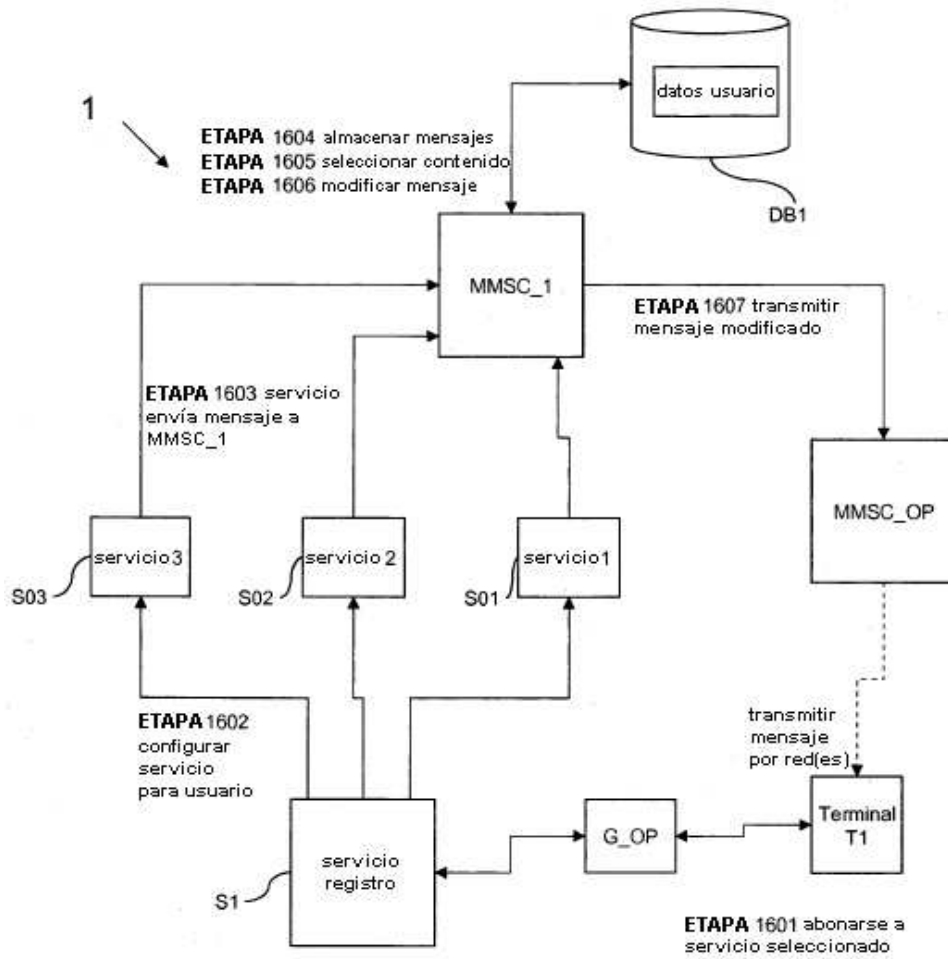 datos usuario
1
ETAPA 1604 almacenar mensajes
ETAPA 1605 seleccionar contenido
ETAPA 1606 modificar mensaje
DB1
MMSC_1
ETAPA 1607 transmitir
mensaje modificado
ETAPA 1603 servicio
envía mensaje a
MMSC_1
MMSC_OP
servicio3
servicio 2
servicio1
S03
S02
S01
ETAPA 1602
configurar
servicio
para usuario
transmitir
mensaje
por red(es)
Terminal
T1
G_OP
servicio
registro
S1
ETAPA 1601 abonarse a
servicio seleccionado